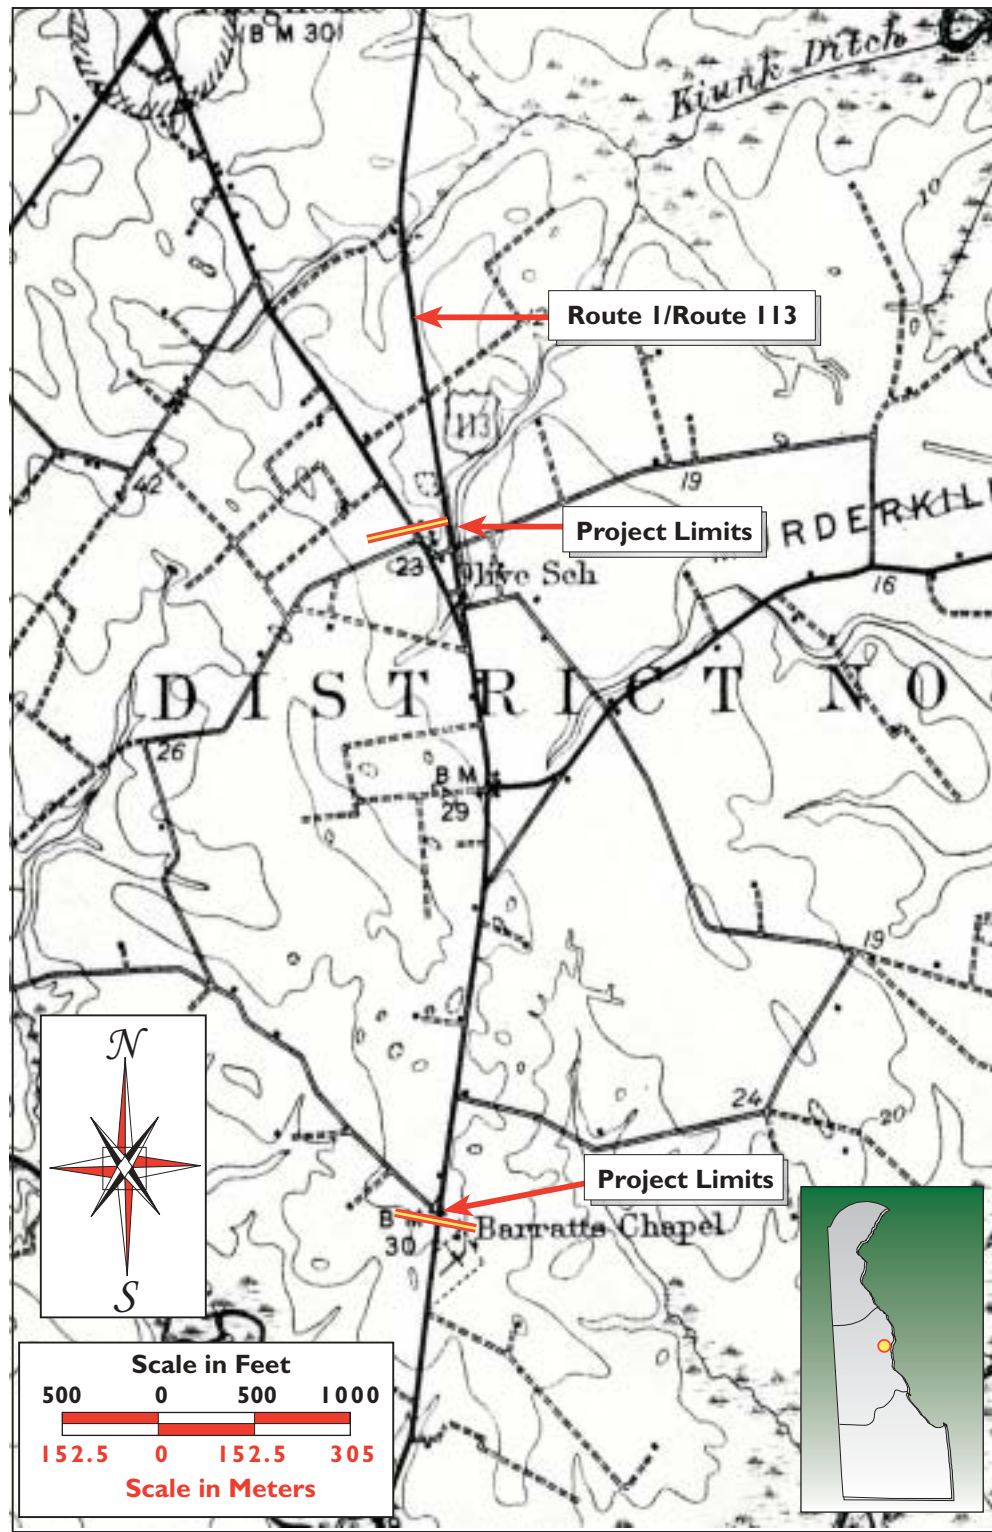 (B M 30)
Kiunk Ditch
10
Route 1/Route 113
113
42
19
Project Limits
MURDERKILL
23
Olive Sch
16
DISTRICT NO
26
B M
29
19
N
24
20
Project Limits
B M
30
Barratts Chapel
S
Scale in Feet
500 0 500 1000
152.5 0 152.5 305
Scale in Meters